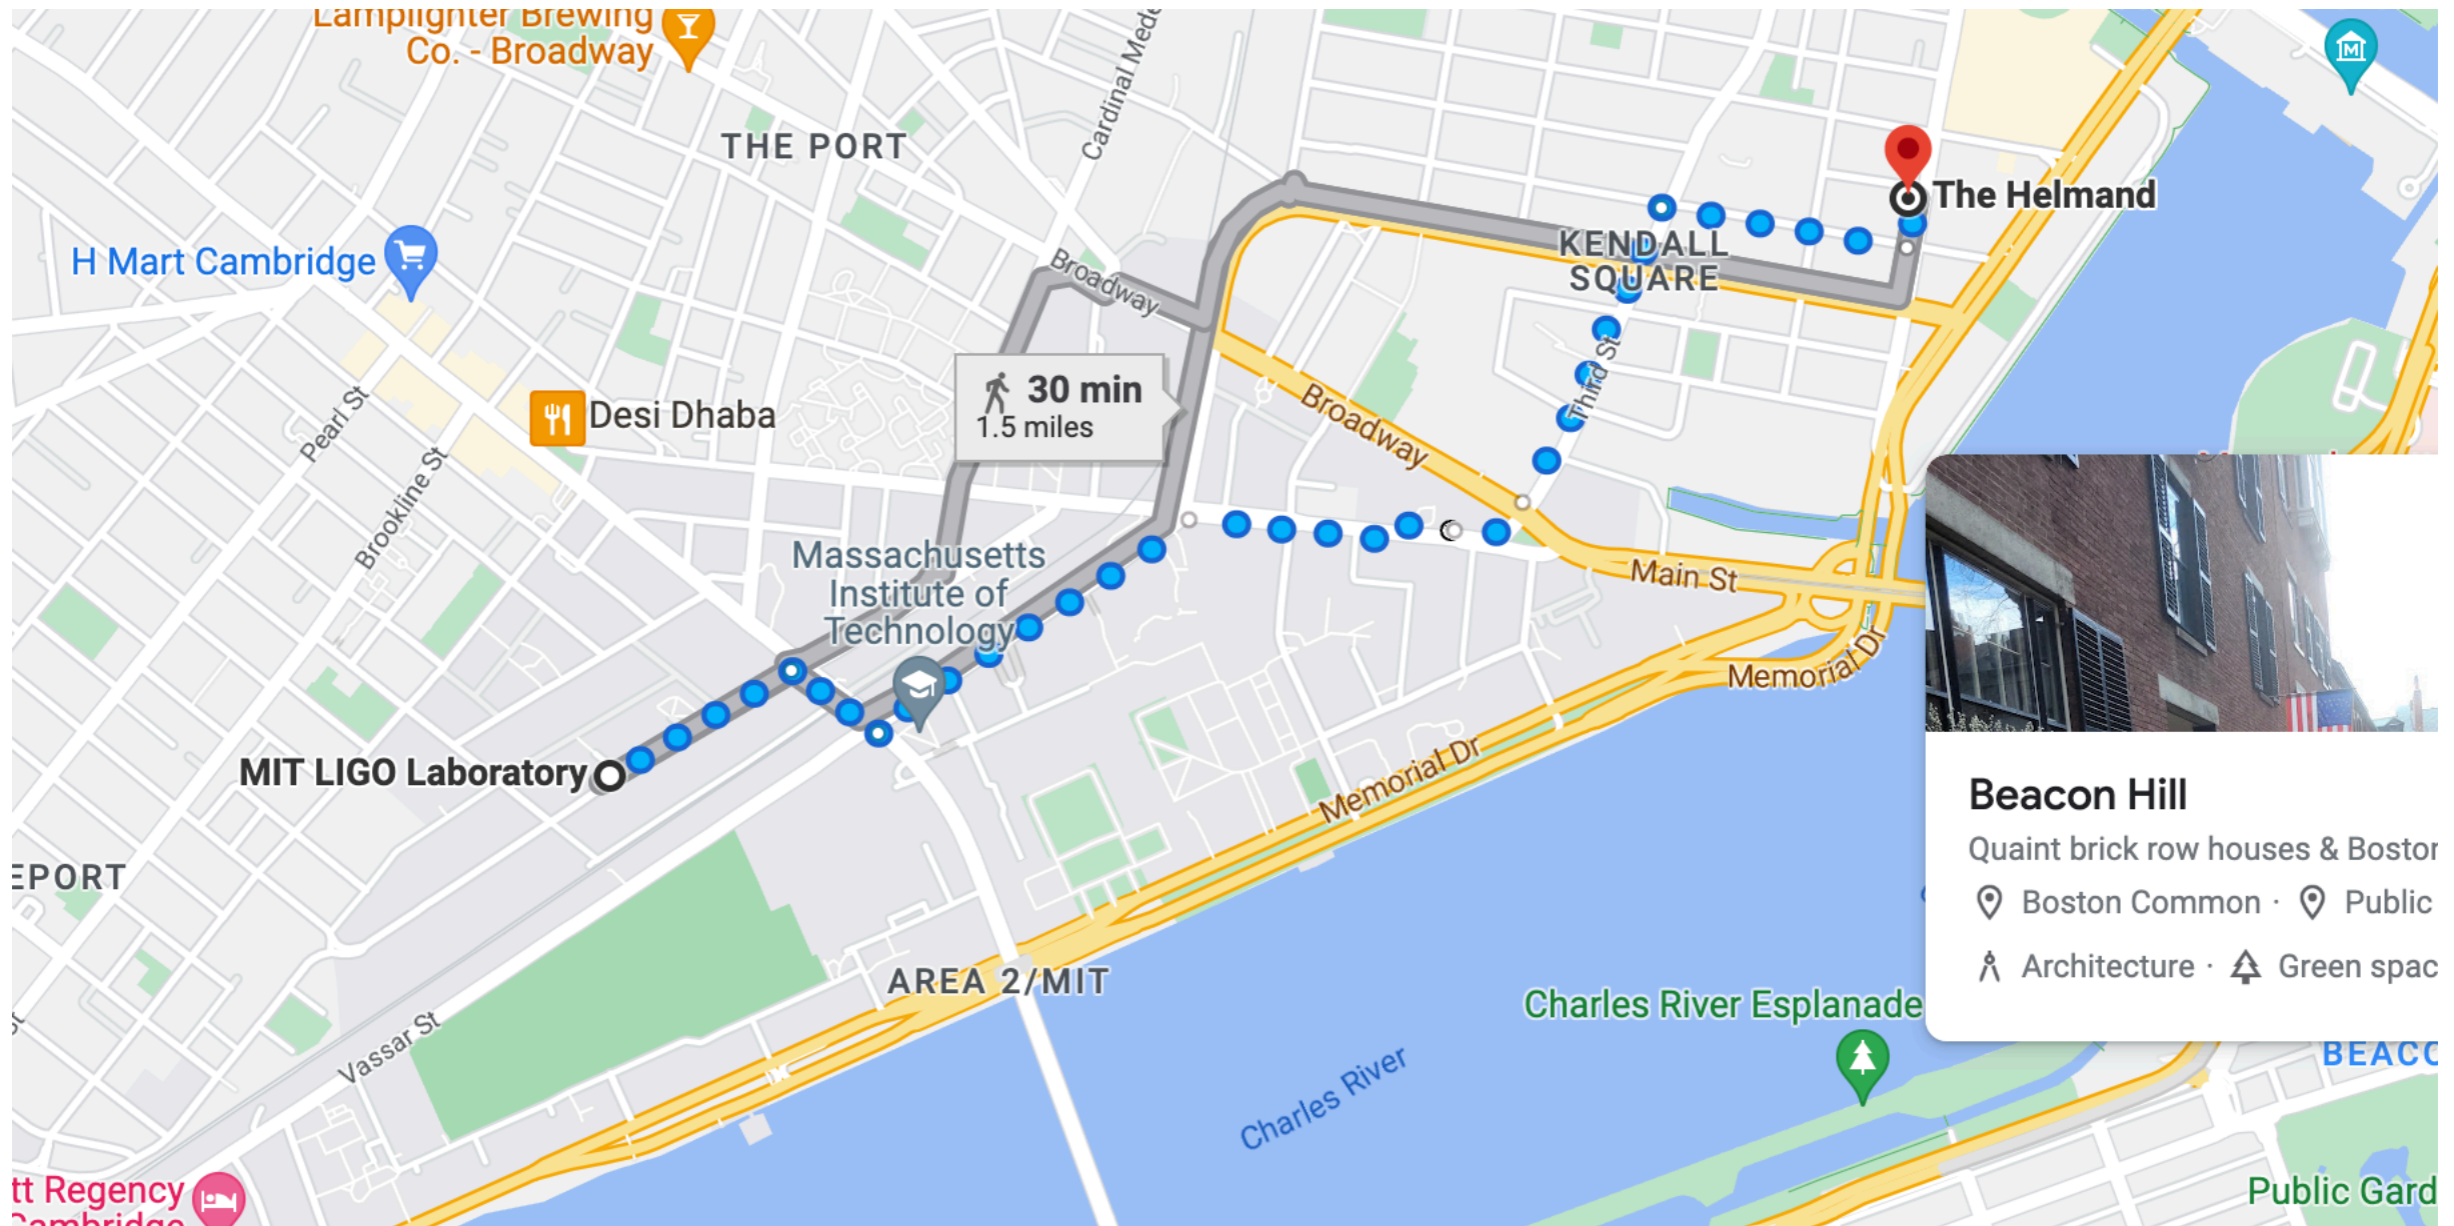 Lamplighter Brewing
Co. - Broadway
Cardinal Mede
THE PORT
H Mart Cambridge
Broadway
KENDALL
SQUARE
The Helmand
30 min
1.5 miles
Pearl St
Desi Dhaba
Brookline St
Third St
Broadway
Massachusetts
Institute of
Technology
Main St
Memorial Dr
Memorial Dr
MIT LIGO Laboratory
EPORT
Vassar St
AREA 2/MIT
Charles River
Charles River Esplanade
Beacon Hill
Quaint brick row houses & Boston
Boston Common · Public
Architecture · Green spac
BEACO
Public Gard
tt Regency
Cambridge